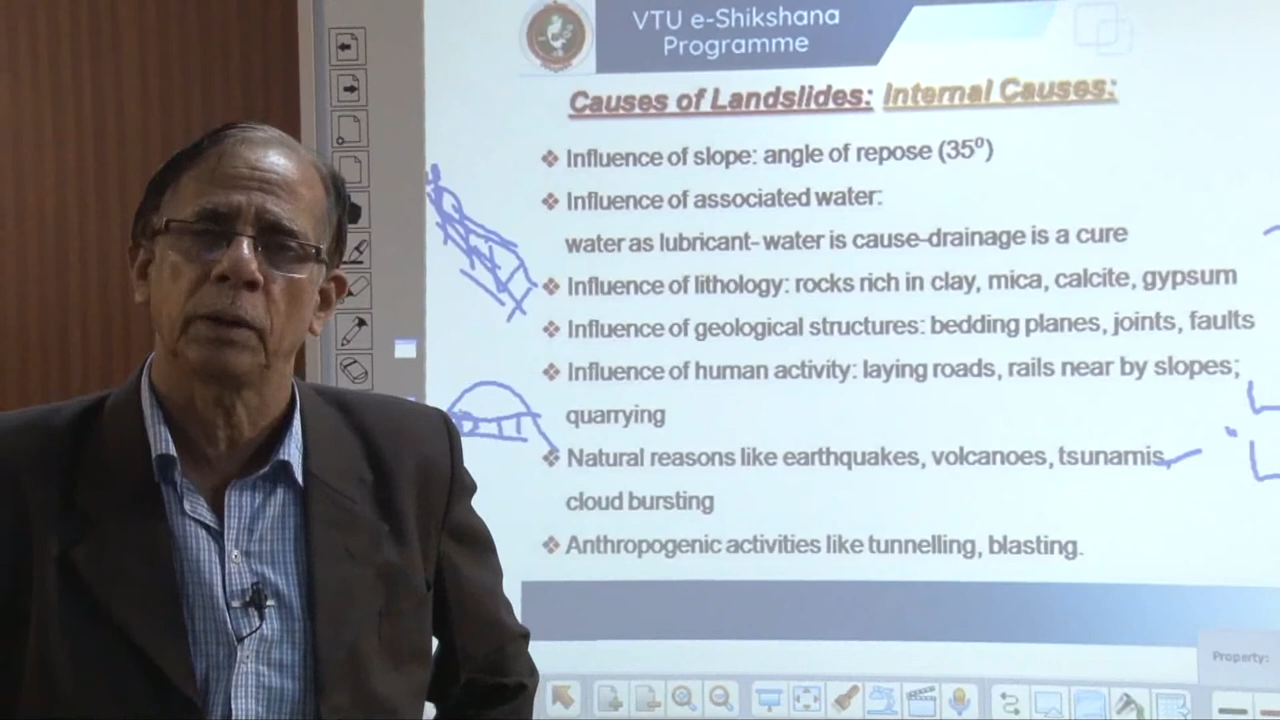 VTU e-Shikshana
Programme
Causes of Landslides: Internal Causes:
❖ Influence of slope: angle of repose (35⁰)
❖ Influence of associated water:
water as lubricant- water is cause-drainage is a cure
❖ Influence of lithology: rocks rich in clay, mica, calcite, gypsum
❖ Influence of geological structures: bedding planes, joints, faults
❖ Influence of human activity: laying roads, rails near by slopes;
quarrying
❖ Natural reasons like earthquakes, volcanoes, tsunamis,
cloud bursting
❖ Anthropogenic activities like tunnelling, blasting.
Property: